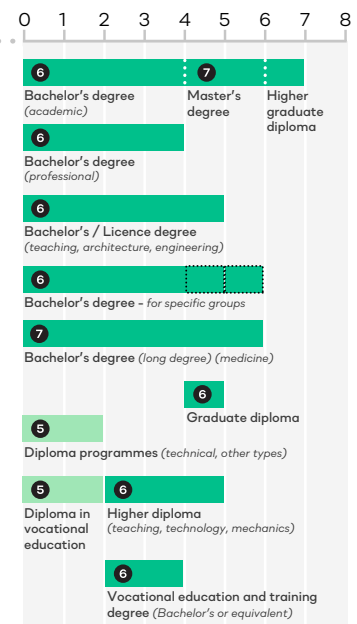 0 1 2 3 4 5 6 7 8
6 7
Bachelor's degree Master's Higher
(academic) degree graduate
diploma
6
Bachelor's degree
(professional)
6
Bachelor's / Licence degree
(teaching, architecture, engineering)
6
Bachelor's degree - for specific groups
7
Bachelor's degree (long degree) (medicine)
6
Graduate diploma
5
Diploma programmes (technical, other types)
5 6
Diploma in Higher diploma
vocational (teaching, technology, mechanics)
education
6
Vocational education and training
degree (Bachelor's or equivalent)